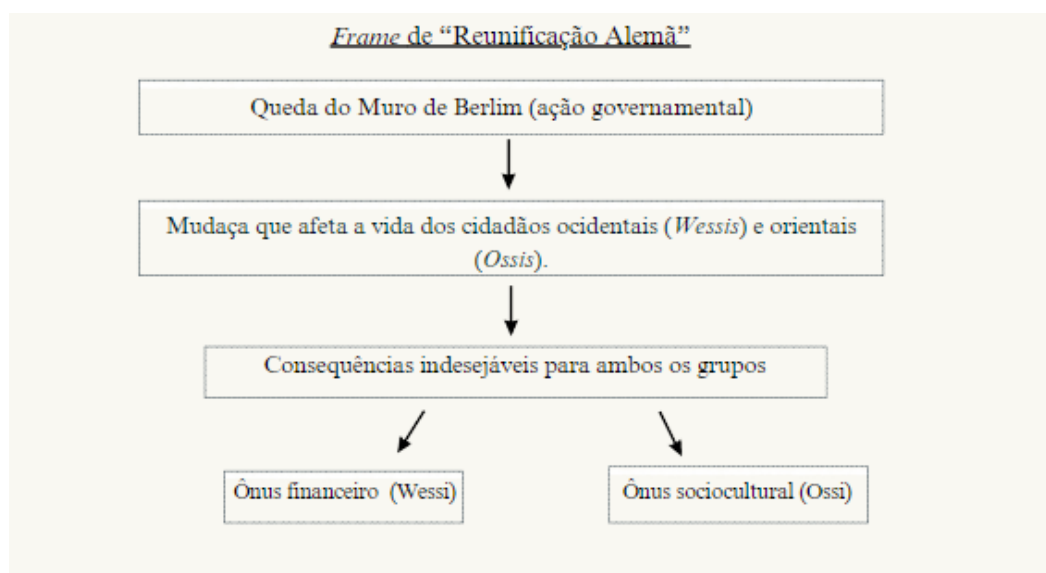 Frame de “Reunificação Alemã”
Queda do Muro de Berlim (ação governamental)
Mudaça que afeta a vida dos cidadãos ocidentais (Wessis) e orientais
(Ossis).
Consequências indesejáveis para ambos os grupos
Ônus financeiro (Wessi)
Ônus sociocultural (Ossi)